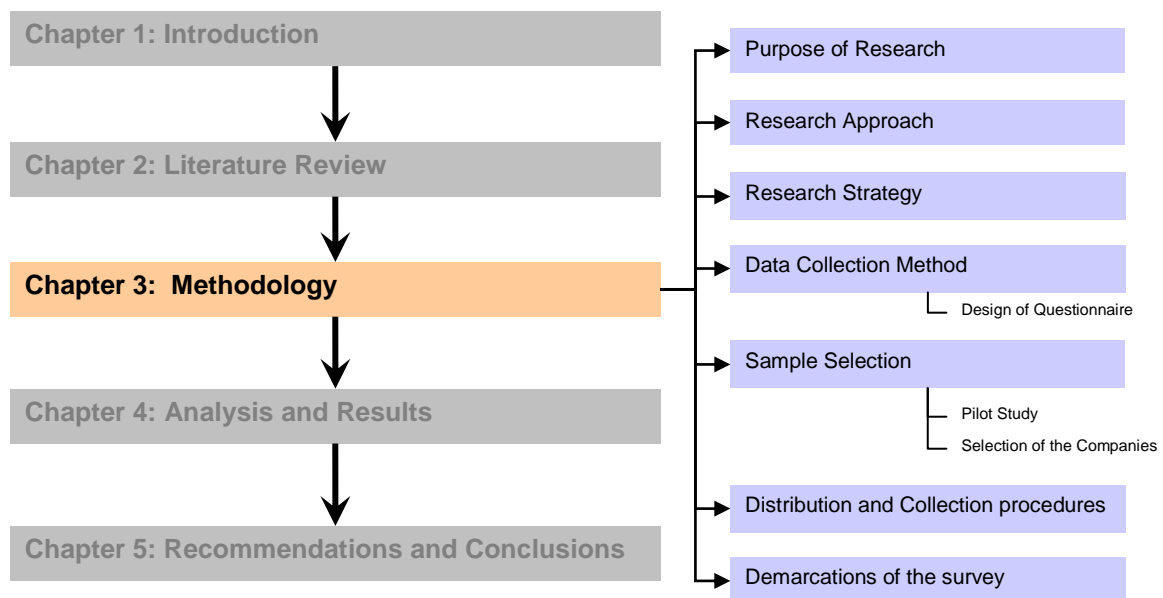 Chapter 1: Introduction
Chapter 2: Literature Review
Chapter 3:  Methodology
Chapter 4: Analysis and Results
Chapter 5: Recommendations and Conclusions
Purpose of Research
Research Approach
Research Strategy
Data Collection Method
Design of Questionnaire
Sample Selection
Pilot Study
Selection of the Companies
Distribution and Collection procedures
Demarcations of the survey